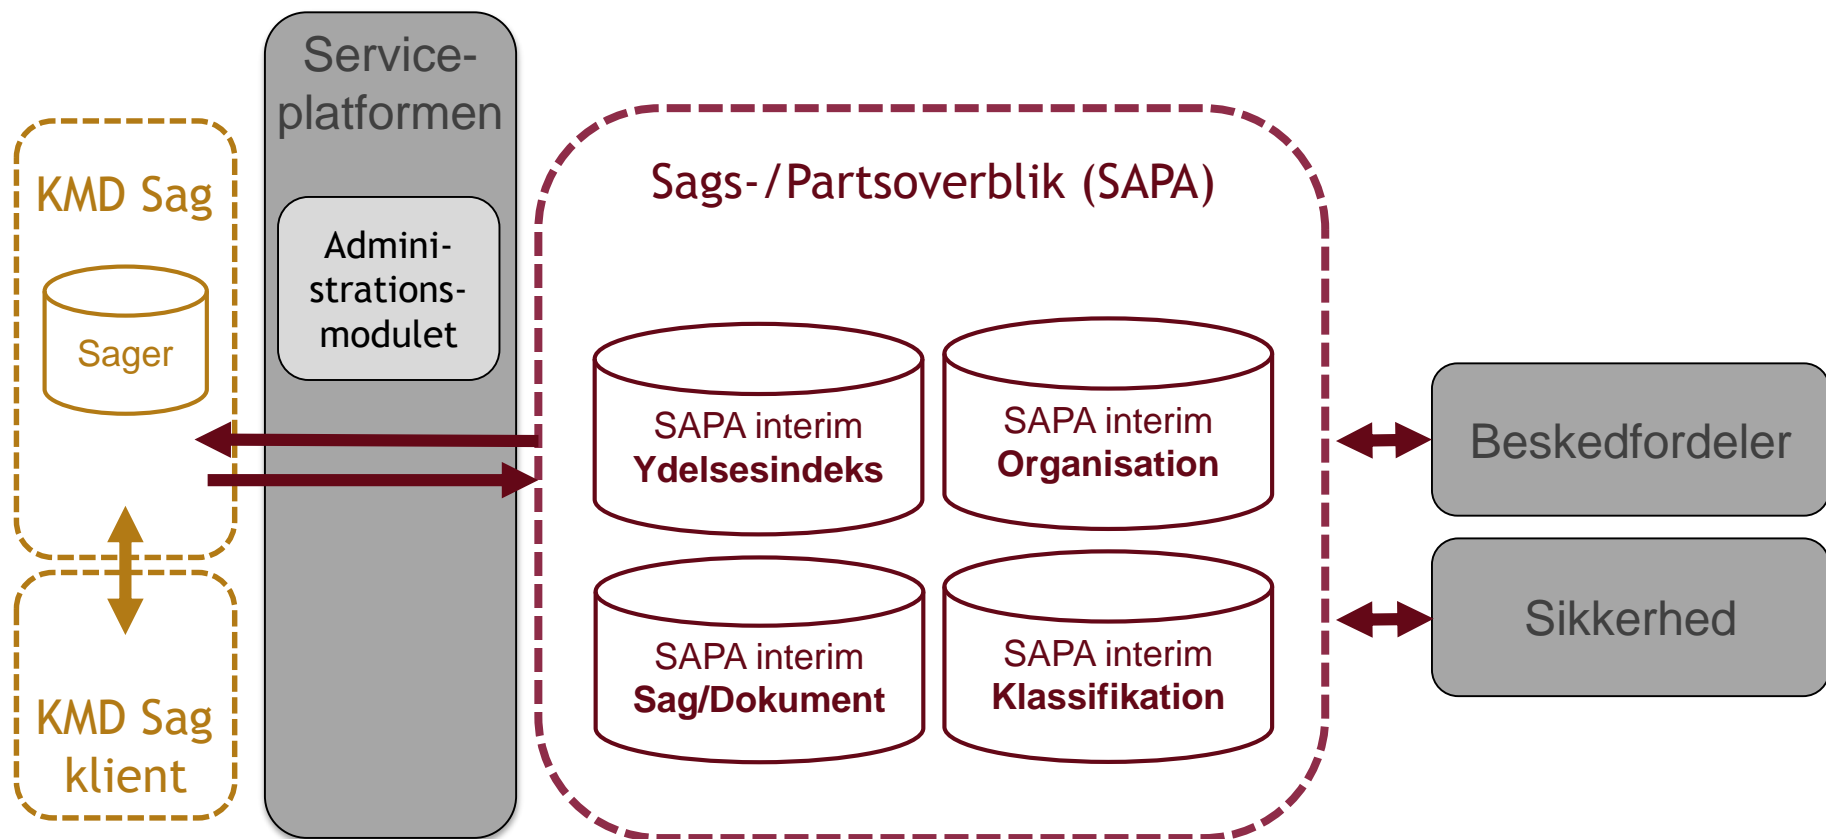 Service-
platformen
Admini-
strations-
modulet
KMD Sag
Sager
KMD Sag
klient
Sags-/Partsoverblik (SAPA)
SAPA interim
Ydelsesindeks
SAPA interim
Organisation
SAPA interim
Sag/Dokument
SAPA interim
Klassifikation
Beskedfordeler
Sikkerhed